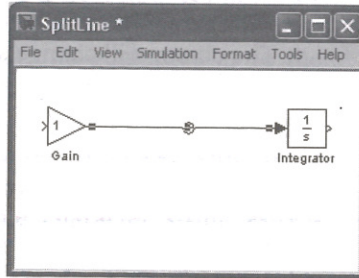 SplitLine *
File Edit View Simulation Format Tools Help
1
Gain
1
s
Integrator